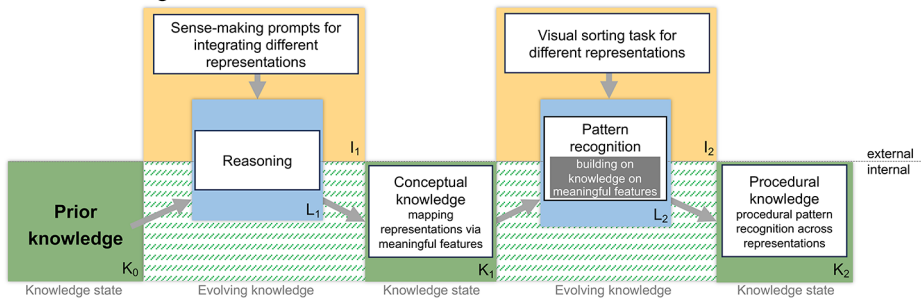 Sense-making prompts for
integrating different
representations
I₁
Visual sorting task for
different representations
I₂
Reasoning
L₁
Pattern
recognition
building on
knowledge on
meaningful features
L₂
external
internal
Prior
knowledge
K₀
Conceptual
knowledge
mapping
representations via
meaningful features
K₁
Procedural
knowledge
procedural pattern
recognition across
representations
K₂
Knowledge state
Evolving knowledge
Knowledge state
Evolving knowledge
Knowledge state